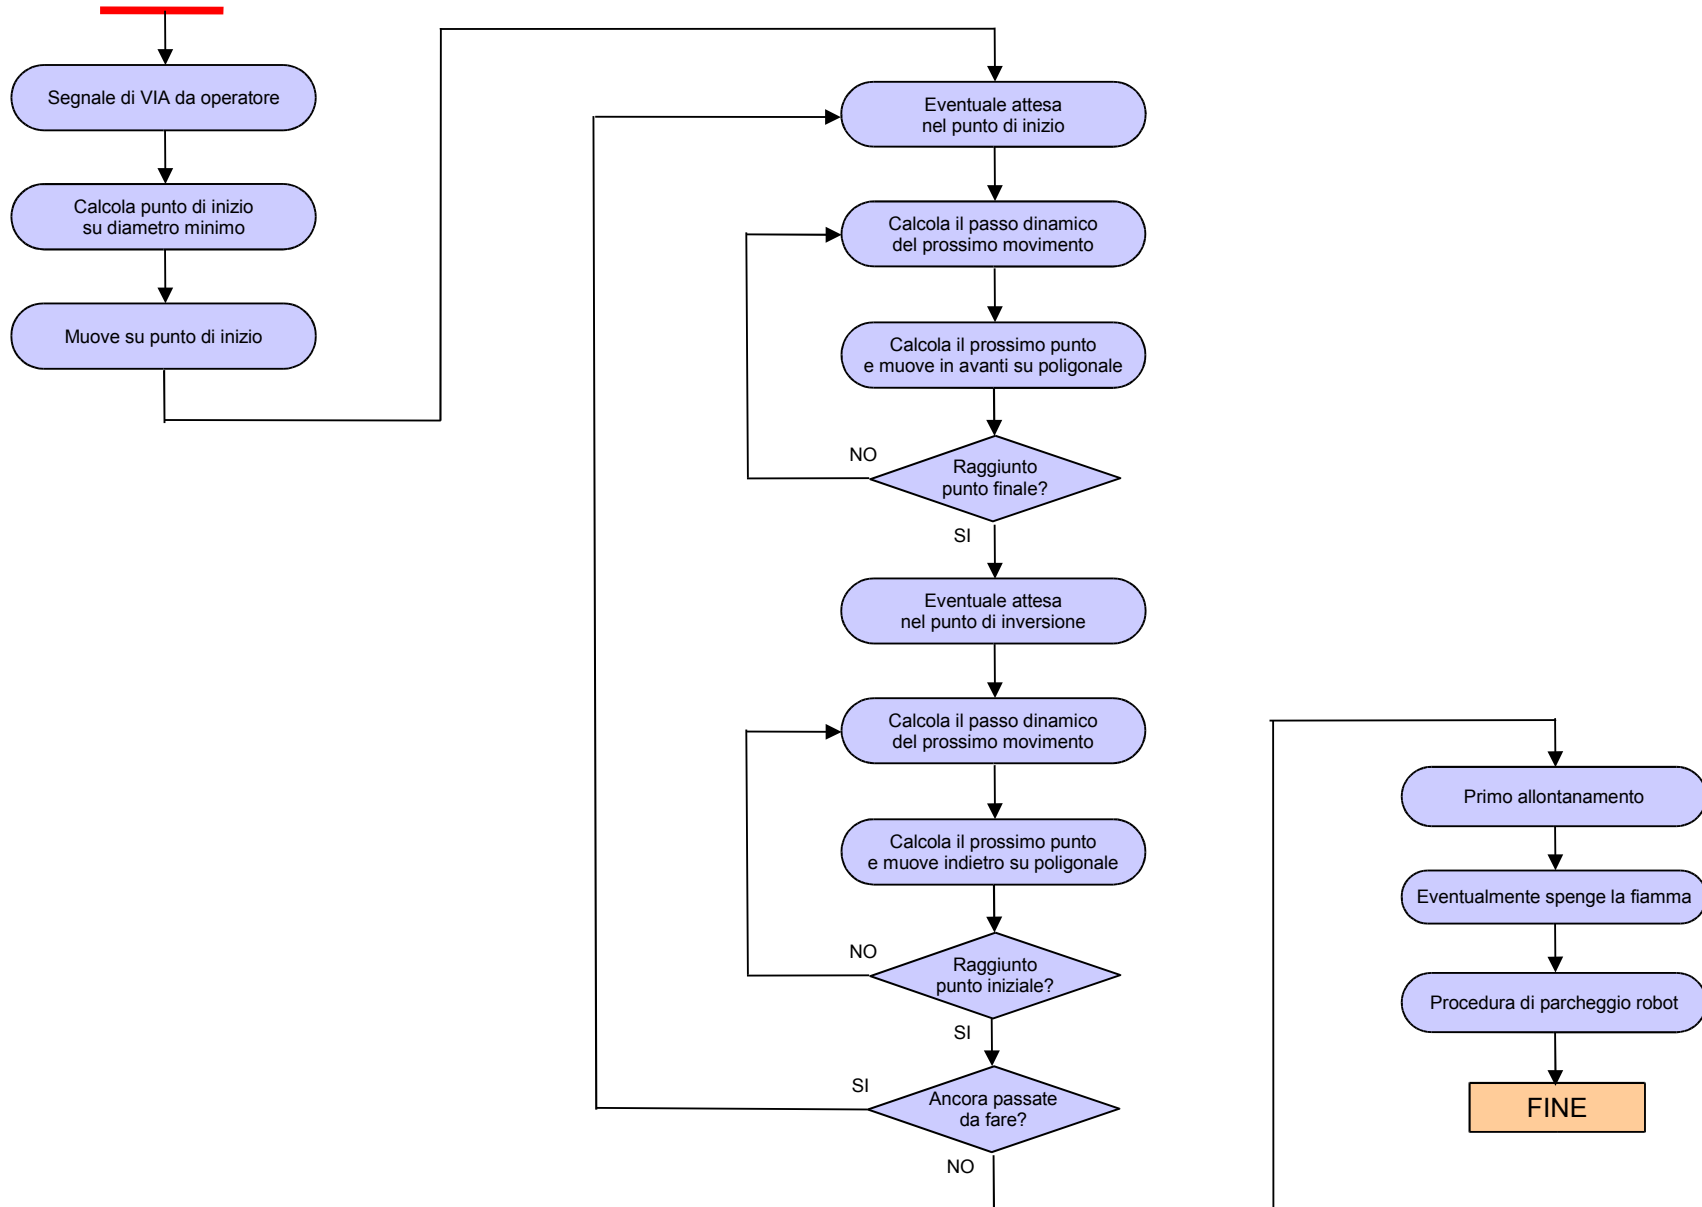 Segnale di VIA da operatore
Calcola punto di inizio
su diametro minimo
Muove su punto di inizio
Eventuale attesa
nel punto di inizio
Calcola il passo dinamico
del prossimo movimento
Calcola il prossimo punto
e muove in avanti su poligonale
NO
Raggiunto
punto finale?
SI
Eventuale attesa
nel punto di inversione
Calcola il passo dinamico
del prossimo movimento
Calcola il prossimo punto
e muove indietro su poligonale
NO
Raggiunto
punto iniziale?
SI
SI
Ancora passate
da fare?
NO
Primo allontanamento
Eventualmente spenge la fiamma
Procedura di parcheggio robot
FINE